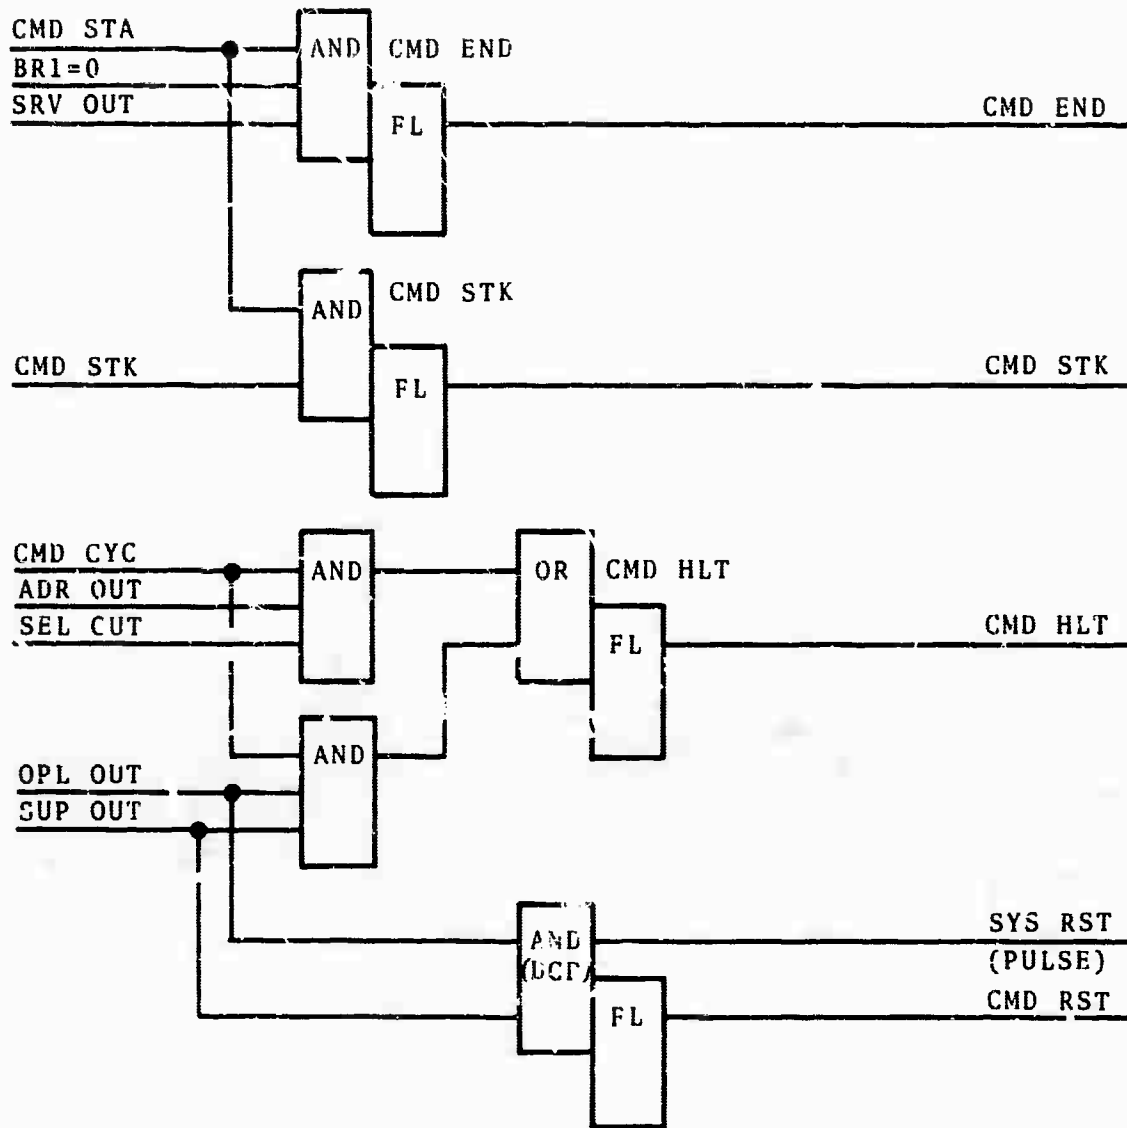 CMD STA
AND
CMD END
BR1=0
SRV OUT
FL
CMD END
AND
CMD STK
CMD STK
FL
CMD STK
CMD CYC
AND
OR
CMD HLT
ADR OUT
SEL CUT
FL
CMD HLT
AND
OPL OUT
SUP OUT
AND
SYS RST
(PULSE)
FL
CMD RST